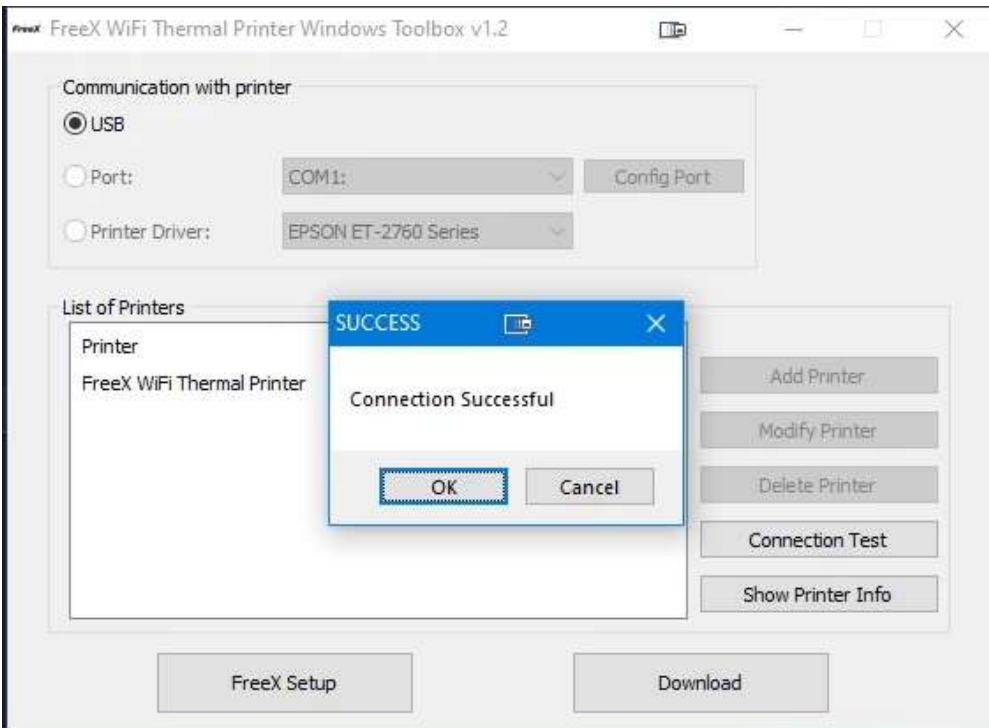 FreeX FreeX WiFi Thermal Printer Windows Toolbox v1.2
Communication with printer
USB
Port: COM1: Config Port
Printer Driver: EPSON ET-2760 Series
List of Printers
Printer
FreeX WiFi Thermal Printer
SUCCESS
Connection Successful
OK Cancel
Add Printer
Modify Printer
Delete Printer
Connection Test
Show Printer Info
FreeX Setup Download